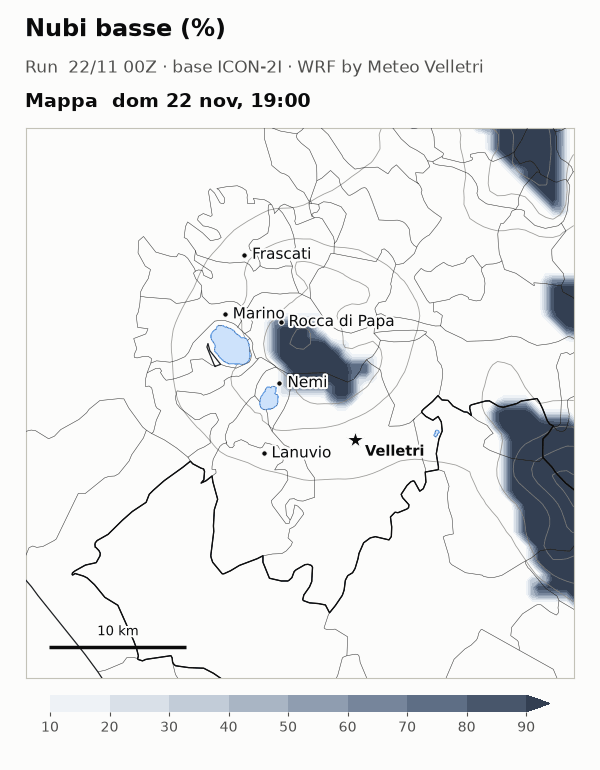 Nubi basse (%)
Run  22/11 00Z · base ICON-2I · WRF by Meteo Velletri
Mappa  dom 22 nov, 19:00
Frascati
Marino
Rocca di Papa
Nemi
Velletri
Lanuvio
10 km
10 20 30 40 50 60 70 80 90